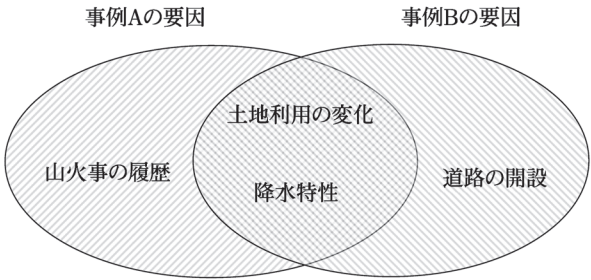 事例Aの要因
事例Bの要因
土地利用の変化
山火事の履歴
道路の開設
降水特性